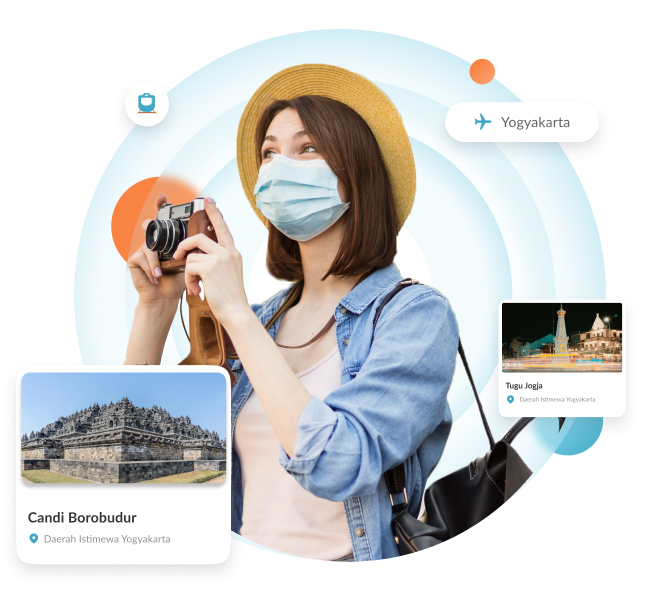 Yogyakarta
Tugu Jogja
Daerah Istimewa Yogyakarta
Candi Borobudur
Daerah Istimewa Yogyakarta